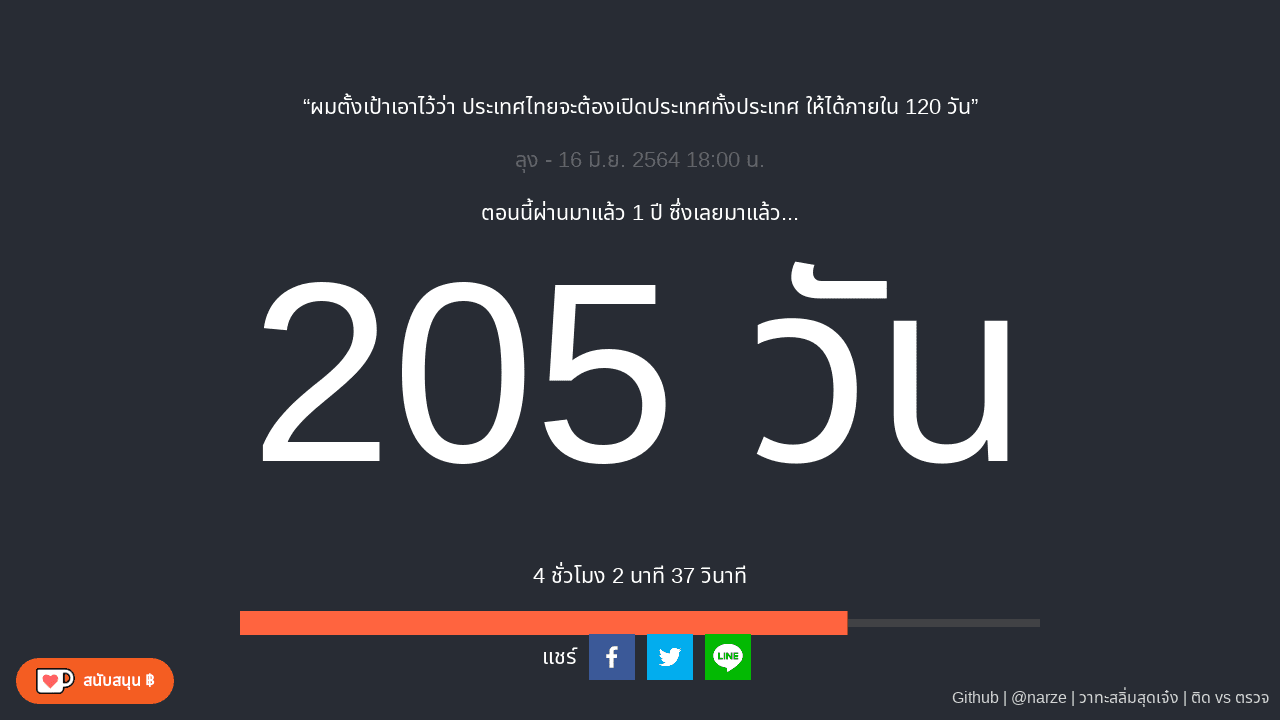 “ผมตั้งเป้าเอาไว้ว่า ประเทศไทยจะต้องเปิดประเทศทั้งประเทศ ให้ได้ภายใน 120 วัน”
ลุง - 16 มิ.ย. 2564 18:00 น.
ตอนนี้ผ่านมาแล้ว 1 ปี ซึ่งเลยมาแล้ว...
205 วัน
4 ชั่วโมง 2 นาที 37 วินาที
แชร์
LINE
สนับสนุน ฿
Github | @narze | วาทะสลิ่มสุดเจ๋ง | ติด vs ตรวจ